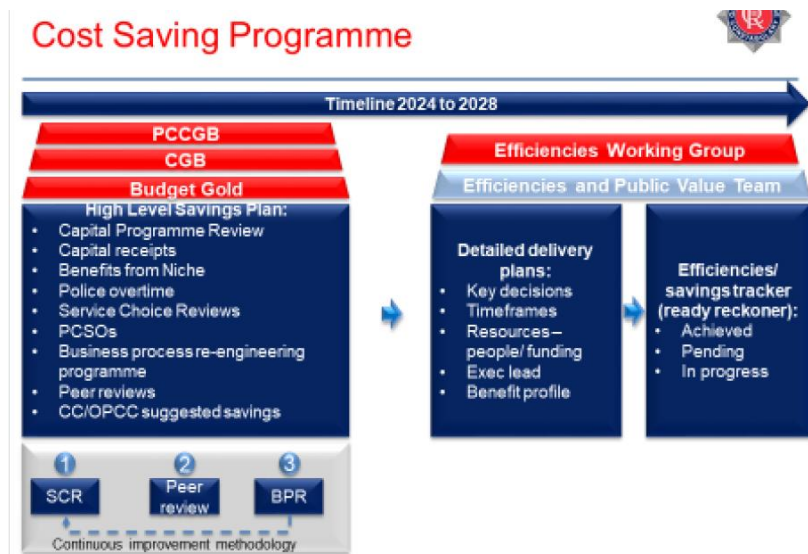 Cost Saving Programme
CONSTABULARY
Timeline 2024 to 2028
PCCGB
CGB
Budget Gold
High Level Savings Plan:
• Capital Programme Review
• Capital receipts
• Benefits from Niche
• Police overtime
• Service Choice Reviews
• PCSOs
• Business process re-engineering
programme
• Peer reviews
• CC/OPCC suggested savings
1
SCR
2
Peer
review
3
BPR
Continuous improvement methodology
Efficiencies Working Group
Efficiencies and Public Value Team
Detailed delivery
plans:
• Key decisions
• Timeframes
• Resources –
people/ funding
• Exec lead
• Benefit profile
Efficiencies/
savings tracker
(ready reckoner):
• Achieved
• Pending
• In progress